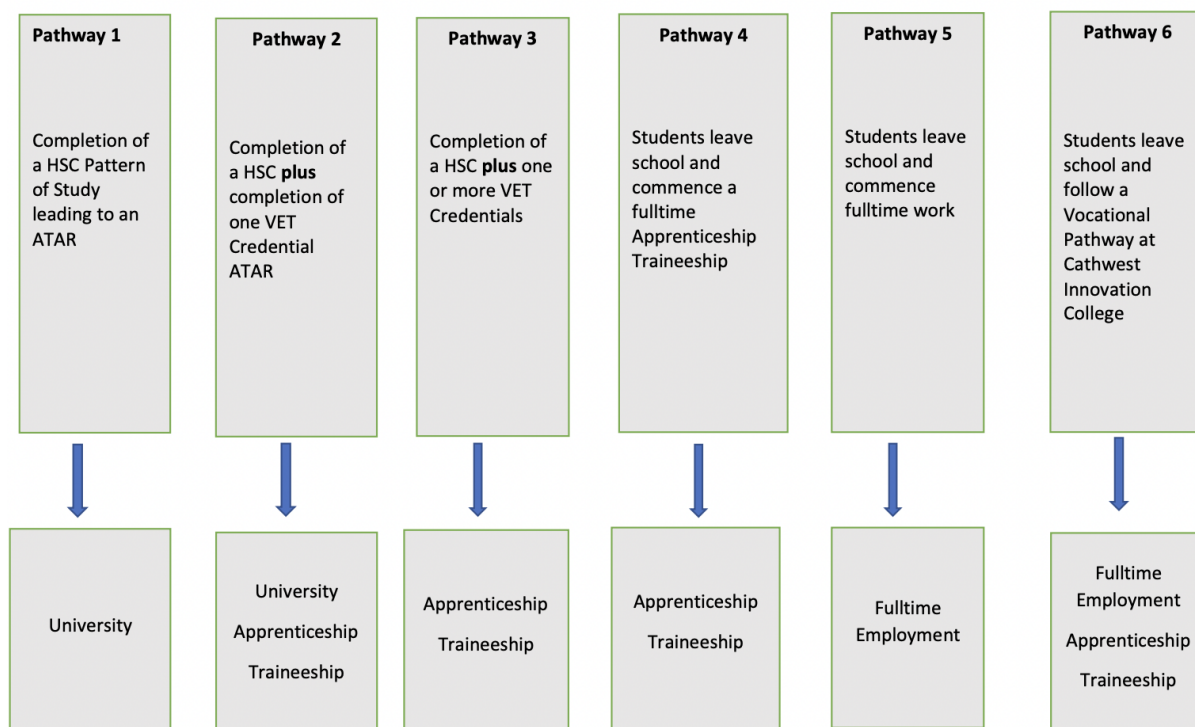 Pathway 1
Completion of
a HSC Pattern
of Study
leading to an
ATAR
Pathway 2
Completion of
a HSC plus
completion of
one VET
Credential
ATAR
Pathway 3
Completion of
a HSC plus one
or more VET
Credentials
Pathway 4
Students leave
school and
commence a
fulltime
Apprenticeship
Traineeship
Pathway 5
Students leave
school and
commence
fulltime work
Pathway 6
Students leave
school and
follow a
Vocational
Pathway at
Cathwest
Innovation
College
University
University
Apprenticeship
Traineeship
Apprenticeship
Traineeship
Apprenticeship
Traineeship
Fulltime
Employment
Fulltime
Employment
Apprenticeship
Traineeship